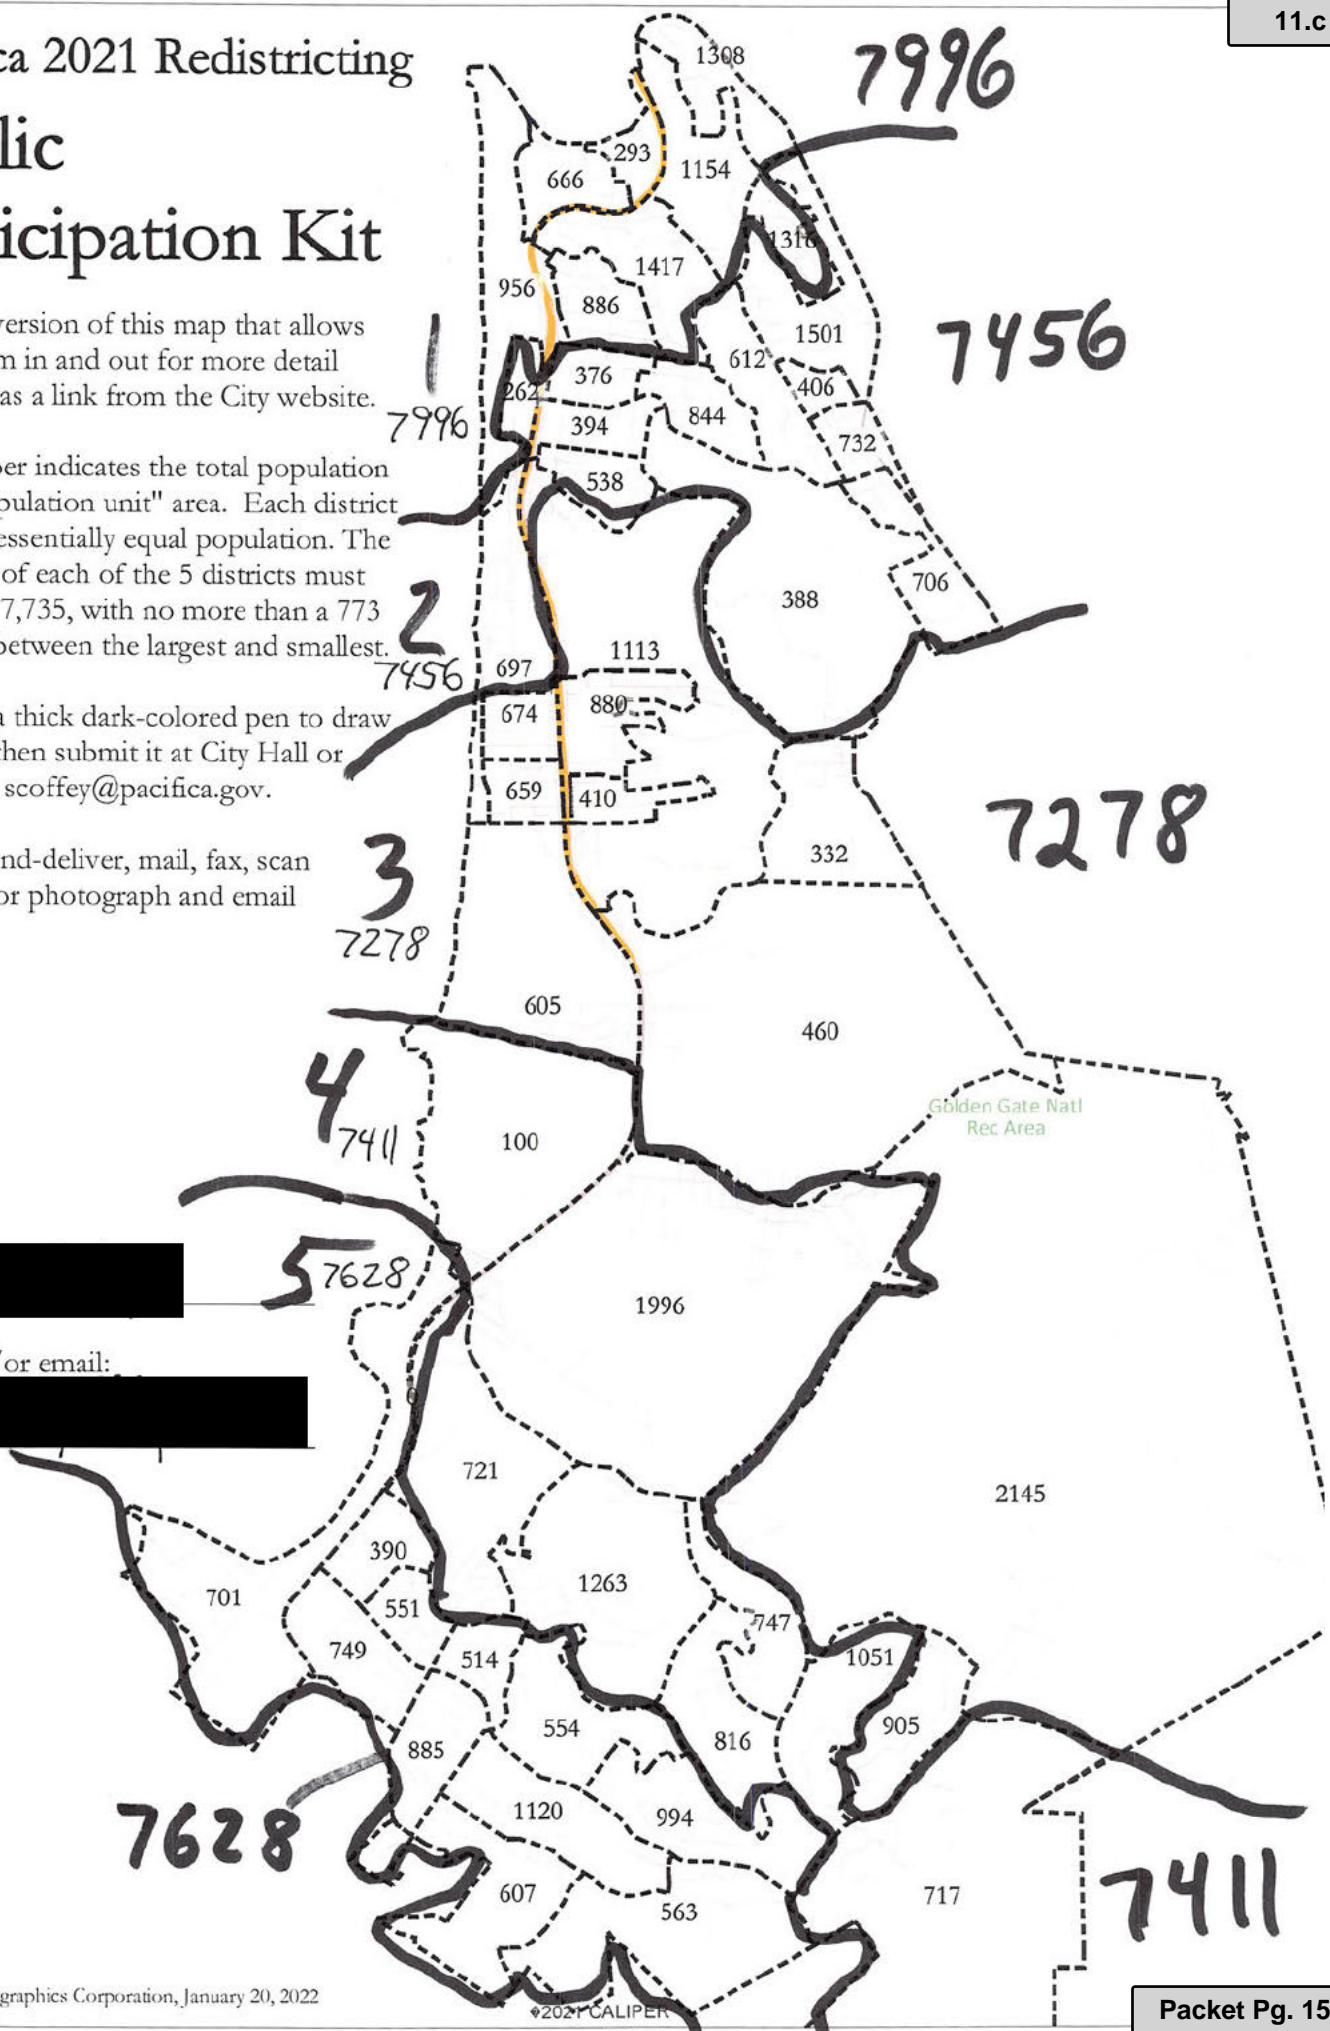 11.c
ca 2021 Redistricting
lic
icipation Kit
version of this map that allows
m in and out for more detail
as a link from the City website.
per indicates the total population
pulation unit" area. Each district
essentially equal population. The
of each of the 5 districts must
7,735, with no more than a 773
between the largest and smallest.
a thick dark-colored pen to draw
then submit it at City Hall or
scoffey@pacifica.gov.
nd-deliver, mail, fax, scan
or photograph and email
/or email:
graphics Corporation, January 20, 2022
1308
7996
293
1154
666
1316
1417
956
886
1501
7456
612
1
376
406
262
7996
394
844
732
538
2
388
706
1113
697
7456
674
880
659
410
7278
332
3
7278
605
460
4
Golden Gate Natl
Rec Area
7411
100
5
7628
1996
0
721
2145
390
1263
701
551
747
749
514
1051
554
905
816
885
7628
1120
994
717
7411
607
563
©2021 CALIPER
Packet Pg. 15